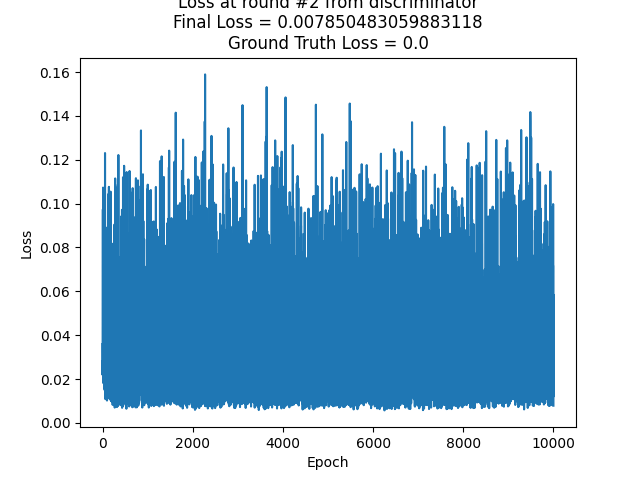 Loss at round #2 from discriminator
Final Loss = 0.007850483059883118
Ground Truth Loss = 0.0
0.16
0.14
0.12
0.10
0.08
0.06
0.04
0.02
0.00
Loss
0 2000 4000 6000 8000 10000
Epoch